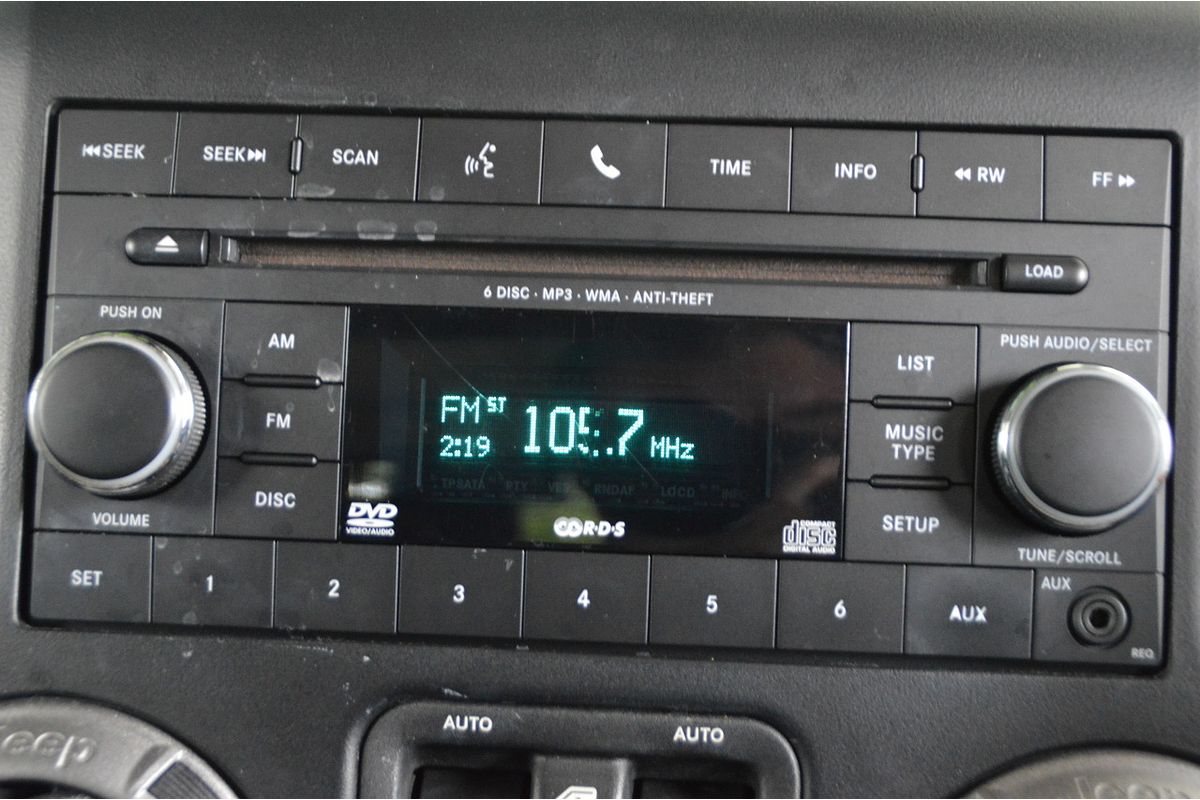 SEEK SEEK SCAN TIME INFO RW FF
LOAD
6 DISC · MP3 · WMA · ANTI-THEFT
PUSH ON
AM
FM
DISC
VOLUME
FM ST 105.7 MHz
2:19
DVD
VIDEO/AUDIO
R·D·S
COMPACT
disc
DIGITAL AUDIO
LIST
MUSIC
TYPE
SETUP
PUSH AUDIO/SELECT
TUNE/SCROLL
SET 1 2 3 4 5 6 AUX
AUX
REQ
AUTO AUTO
Jeep